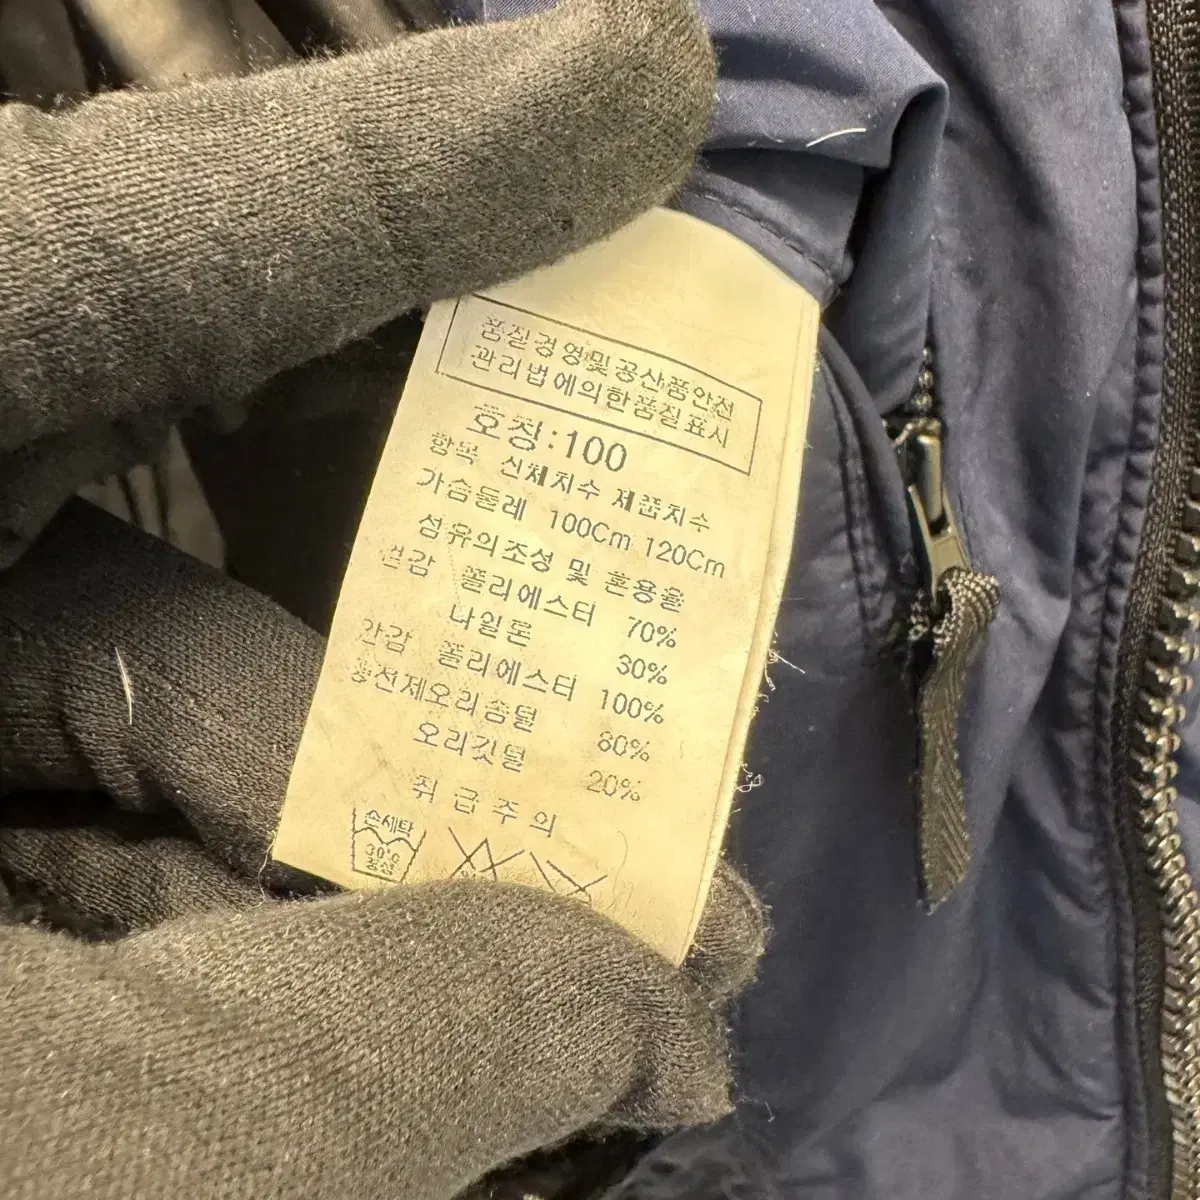 품질경영및공산품안전
관리법에의한품질표시
호칭:100
항목 신체치수 제품치수
가슴둘레 100Cm 120Cm
섬유의조성 및 혼용율
겉감 폴리에스터 70%
나일론 30%
안감 폴리에스터 100%
충전제오리솜털 80%
오리깃털 20%
취급주의
손세탁
30℃
중성